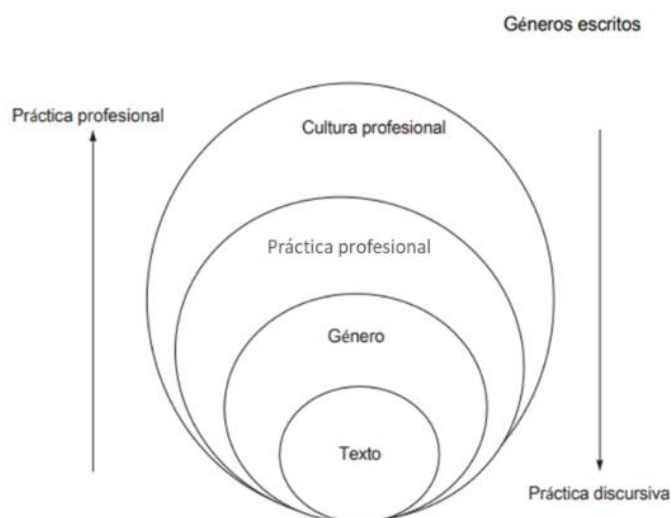 Géneros escritos
Práctica profesional
Cultura profesional
Práctica profesional
Género
Texto
Práctica discursiva